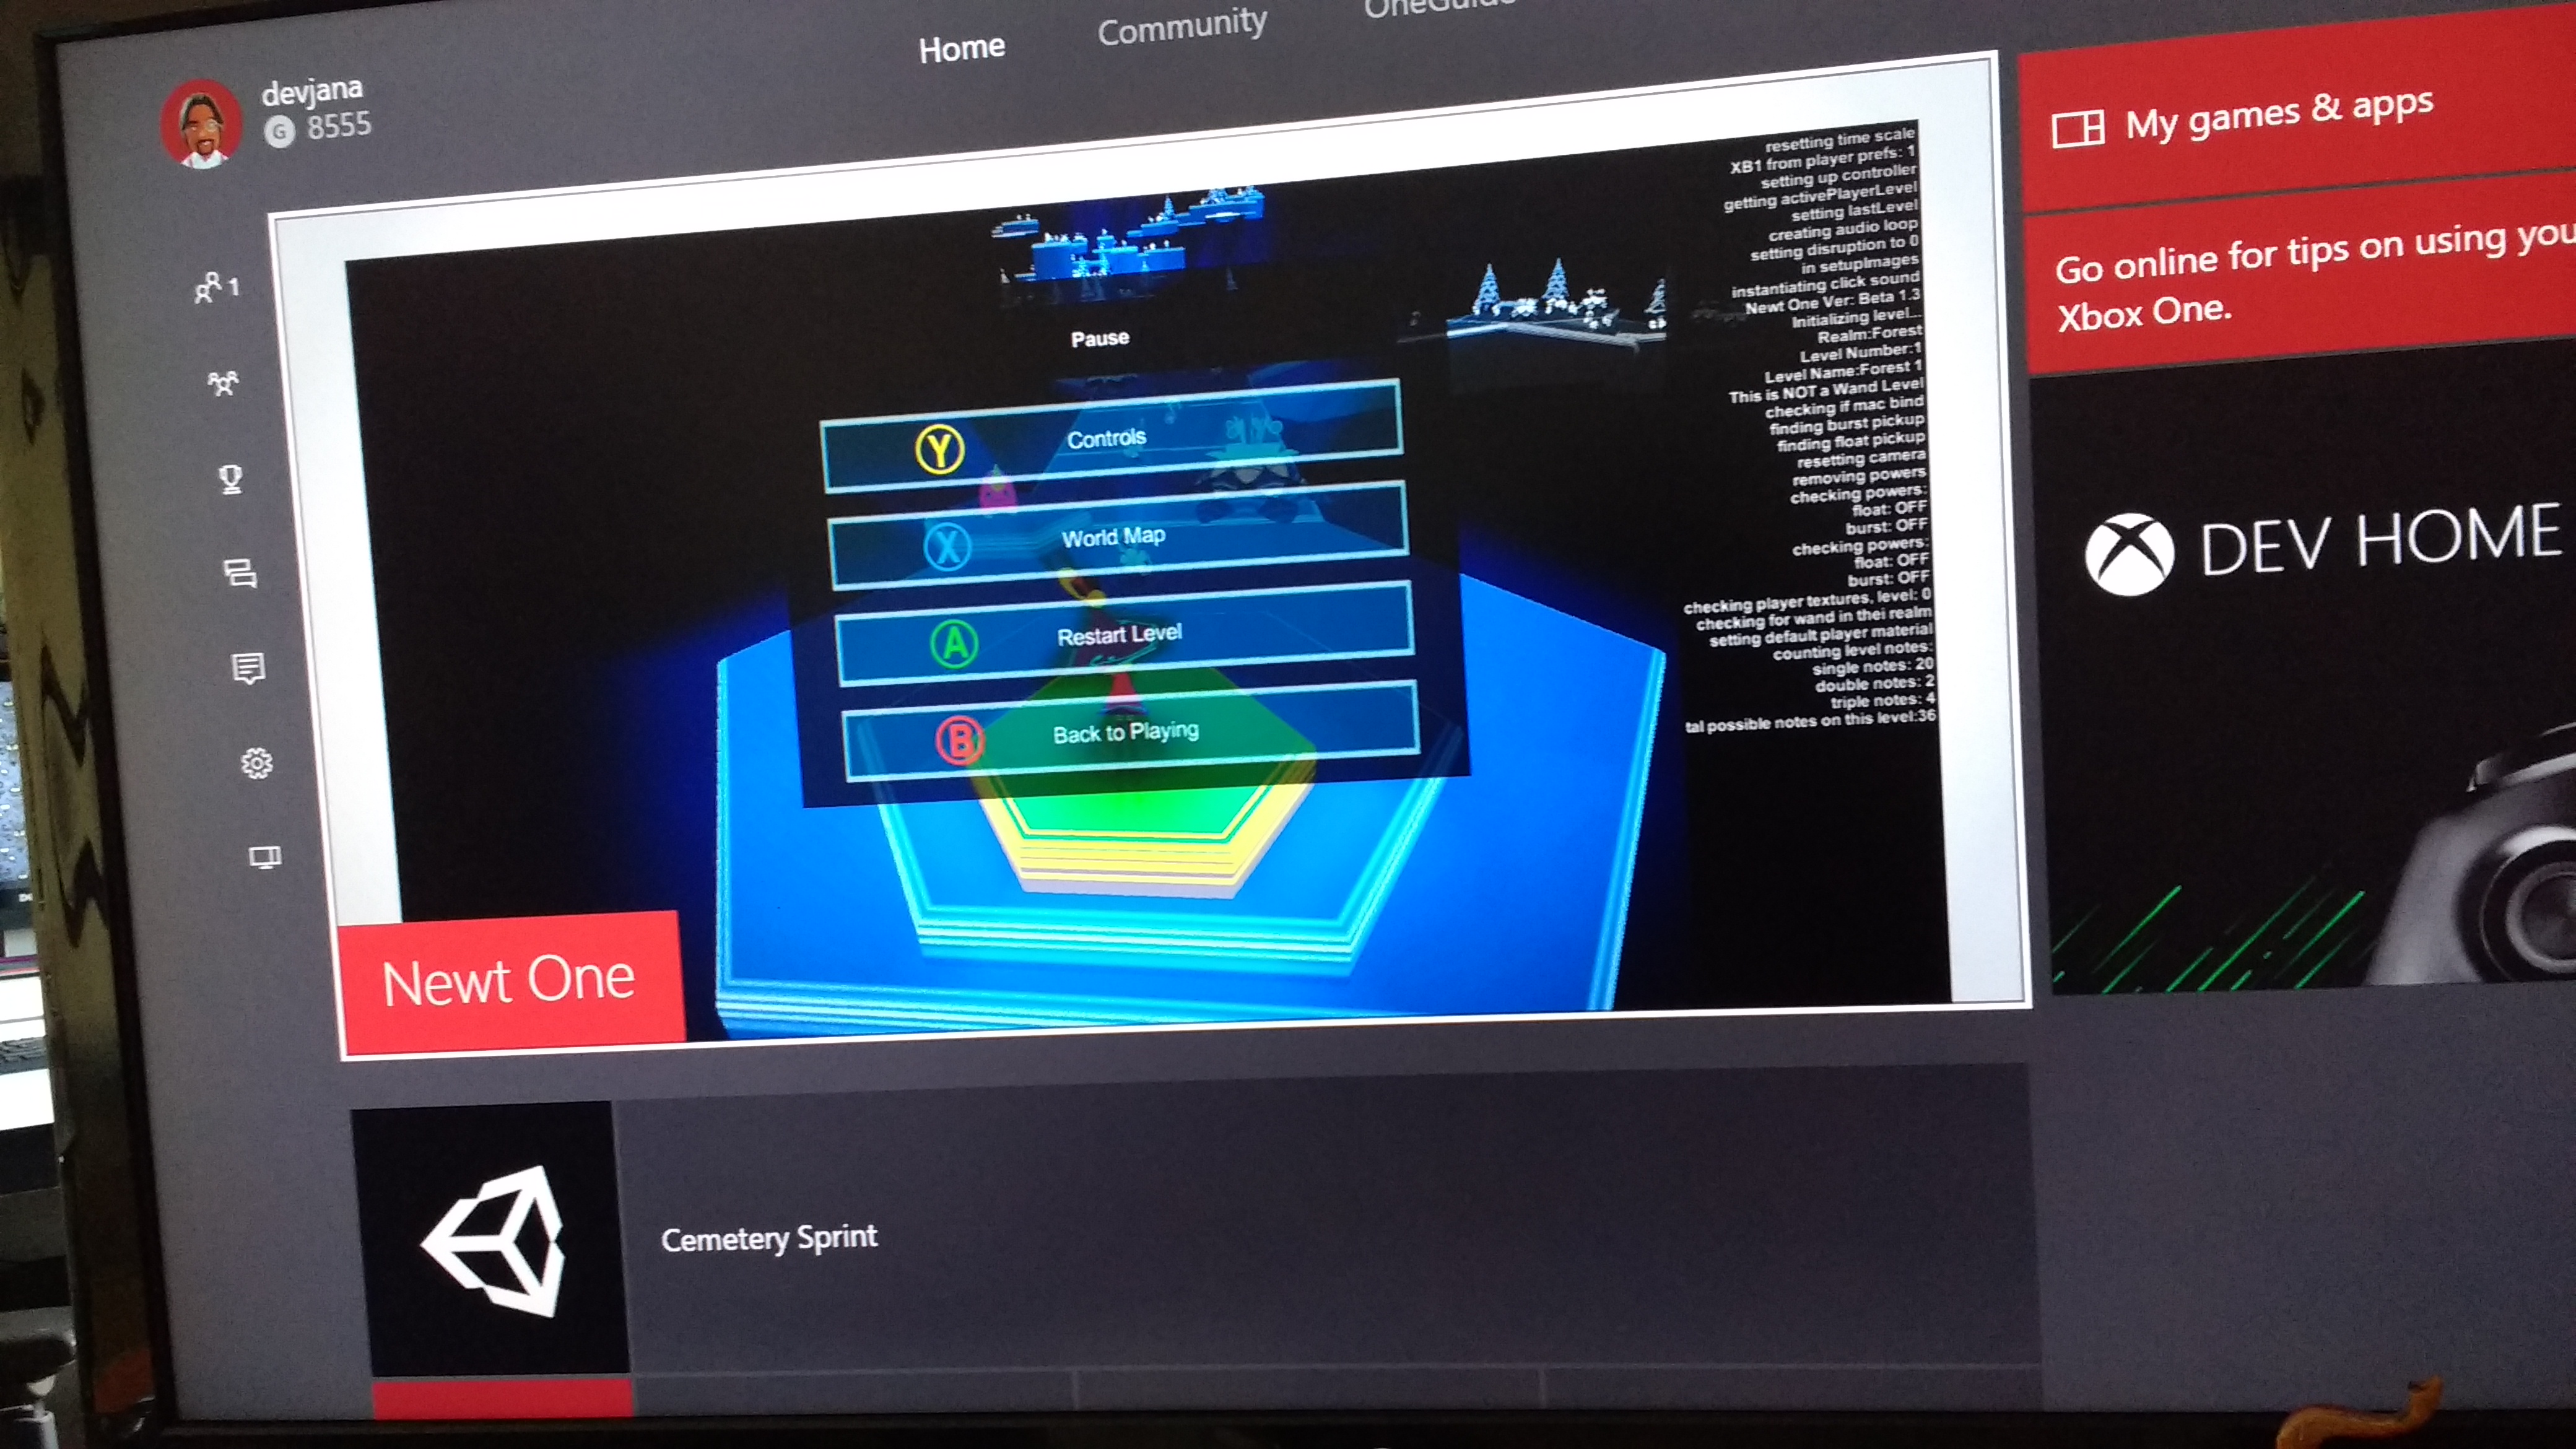 Home
Community
devjana
G 8555
1
My games & apps
Go online for tips on using
Xbox One.
DEV HOME
resetting time scale
XB1 from player prefs: 1
setting up controller
getting activePlayerLevel
setting lastLevel
creating audio loop
setting disruption to 0
in setupImages
instantiating click sound
Newt One Ver: Beta 1.3
Initializing level...
Realm:Forest
Level Number:1
Level Name:Forest 1
This is NOT a Wand Level
checking if mac bind
finding burst pickup
finding float pickup
resetting camera
removing powers
checking powers:
float: OFF
burst: OFF
checking powers:
float: OFF
burst: OFF
checking player textures, level: 0
checking for wand in thei realm
setting default player material
counting level notes:
single notes: 20
double notes: 2
triple notes: 4
tal possible notes on this level:36
Pause
Y Controls
X World Map
A Restart Level
B Back to Playing
Newt One
Cemetery Sprint